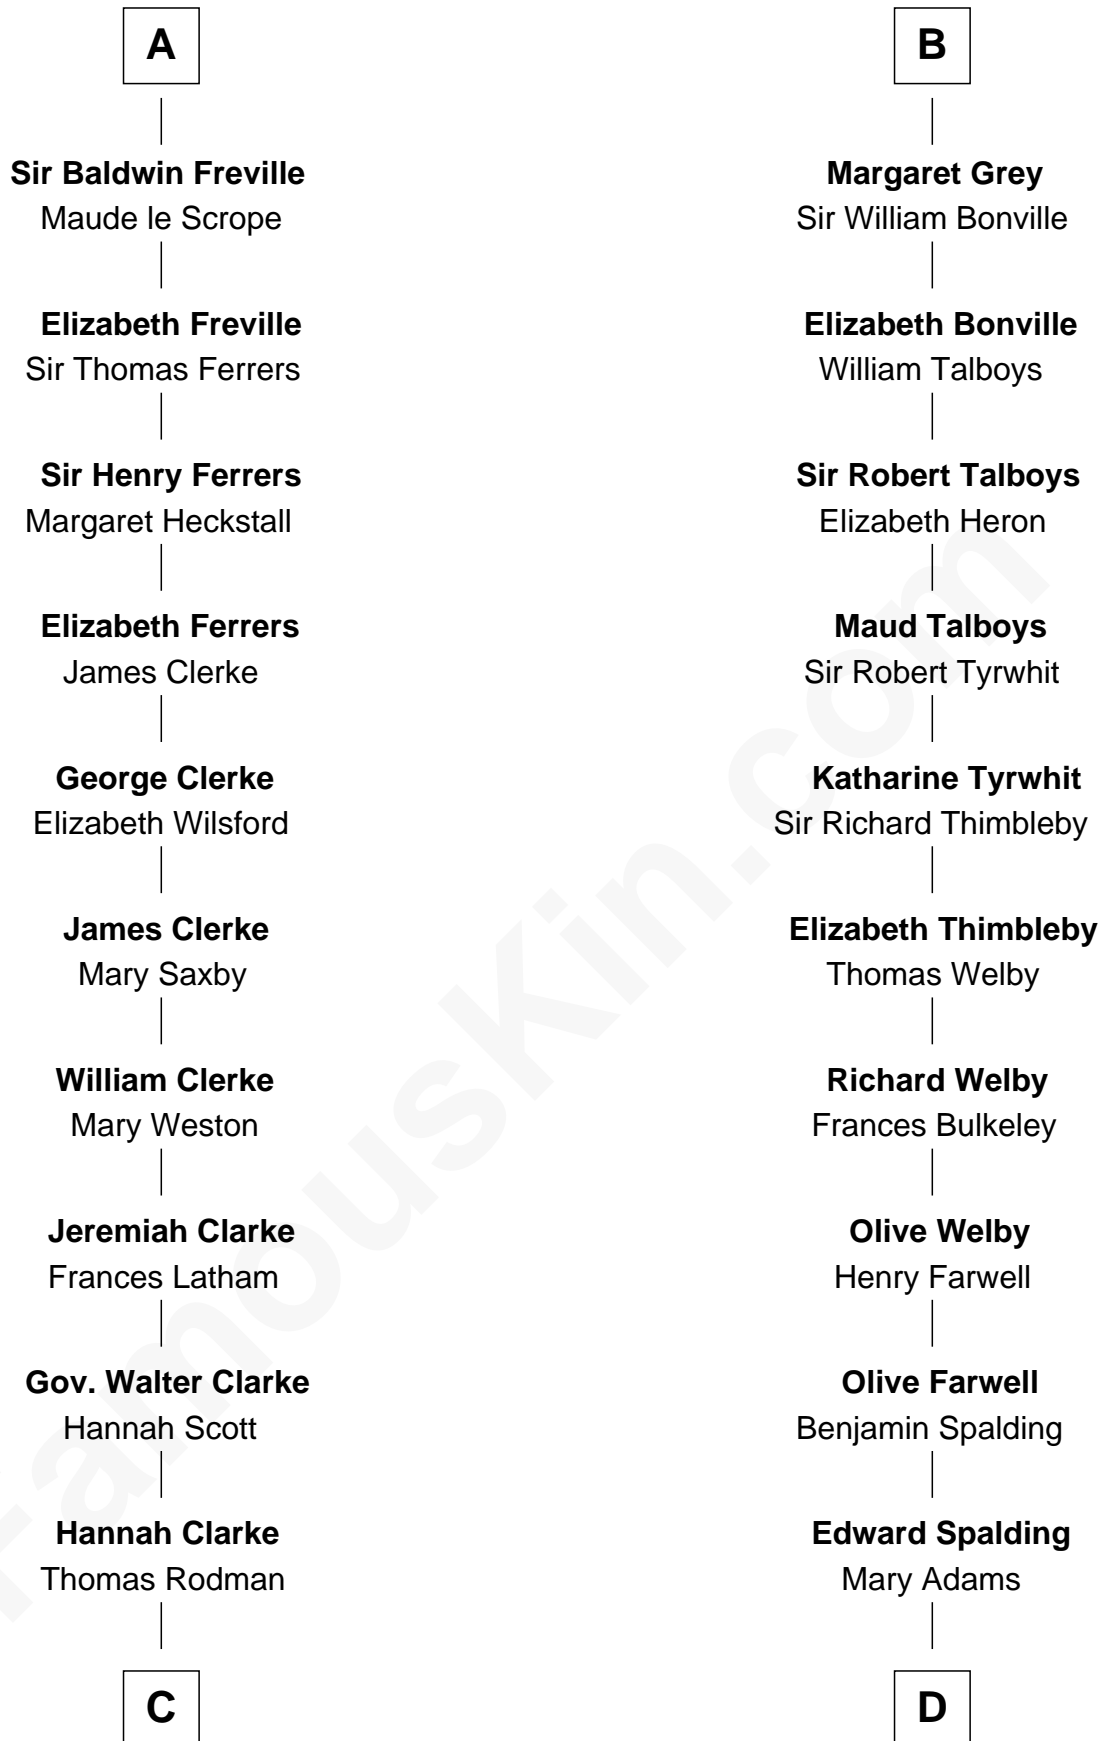 A
Sir Baldwin Freville
Maude le Scrope
Elizabeth Freville
Sir Thomas Ferrers
Sir Henry Ferrers
Margaret Heckstall
Elizabeth Ferrers
James Clerke
George Clerke
Elizabeth Wilsford
James Clerke
Mary Saxby
William Clerke
Mary Weston
Jeremiah Clarke
Frances Latham
Gov. Walter Clarke
Hannah Scott
Hannah Clarke
Thomas Rodman
C
B
Margaret Grey
Sir William Bonville
Elizabeth Bonville
William Talboys
Sir Robert Talboys
Elizabeth Heron
Maud Talboys
Sir Robert Tyrwhit
Katharine Tyrwhit
Sir Richard Thimbleby
Elizabeth Thimbleby
Thomas Welby
Richard Welby
Frances Bulkeley
Olive Welby
Henry Farwell
Olive Farwell
Benjamin Spalding
Edward Spalding
Mary Adams
D
FamousKin.com